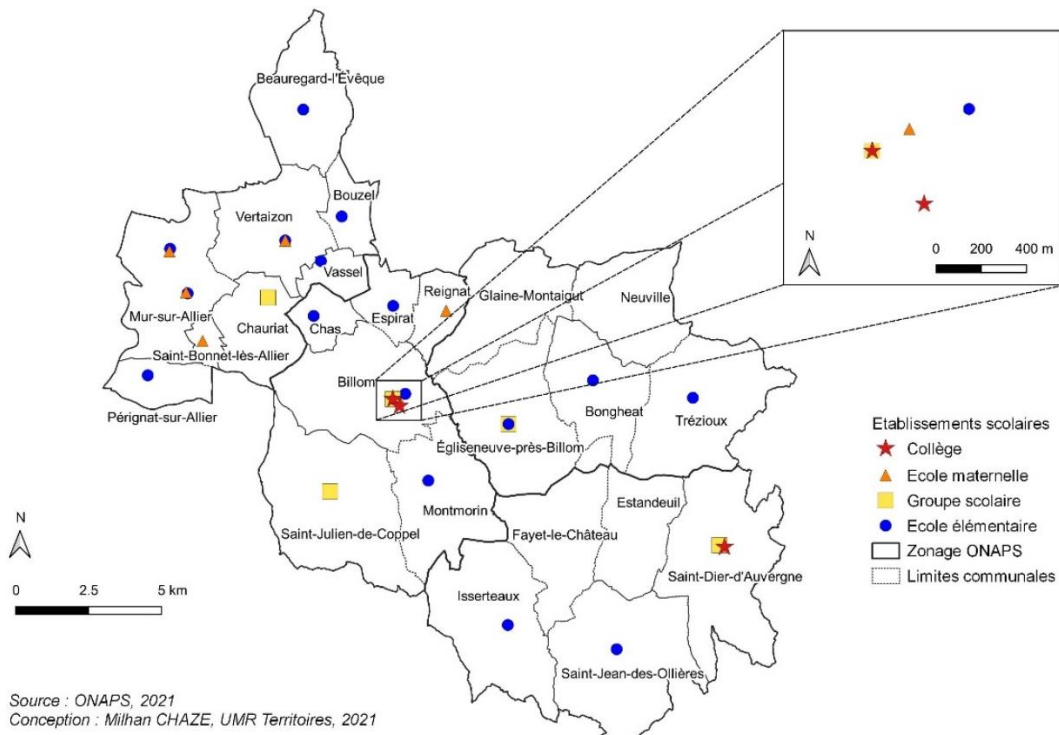 Beauregard-l'Évêque
Bouzel
Vertaizon
Vassel
Reignat
Glaine-Montaigut
Neuville
Mur-sur-Allier
Chauriat
Chas
Espirat
Saint-Bonnet-lès-Allier
Billom
Pérignat-sur-Allier
Bongheat
Trézioux
Égliseneuve-près-Billom
Saint-Julien-de-Coppel
Montmorin
Fayet-le-Château
Estandeuil
Saint-Dier-d'Auvergne
Isserteaux
Saint-Jean-des-Ollières
N
0 200 400 m
Etablissements scolaires
Collège
Ecole maternelle
Groupe scolaire
Ecole élémentaire
Zonage ONAPS
Limites communales
N
0 2.5 5 km
Source : ONAPS, 2021
Conception : Milhan CHAZE, UMR Territoires, 2021